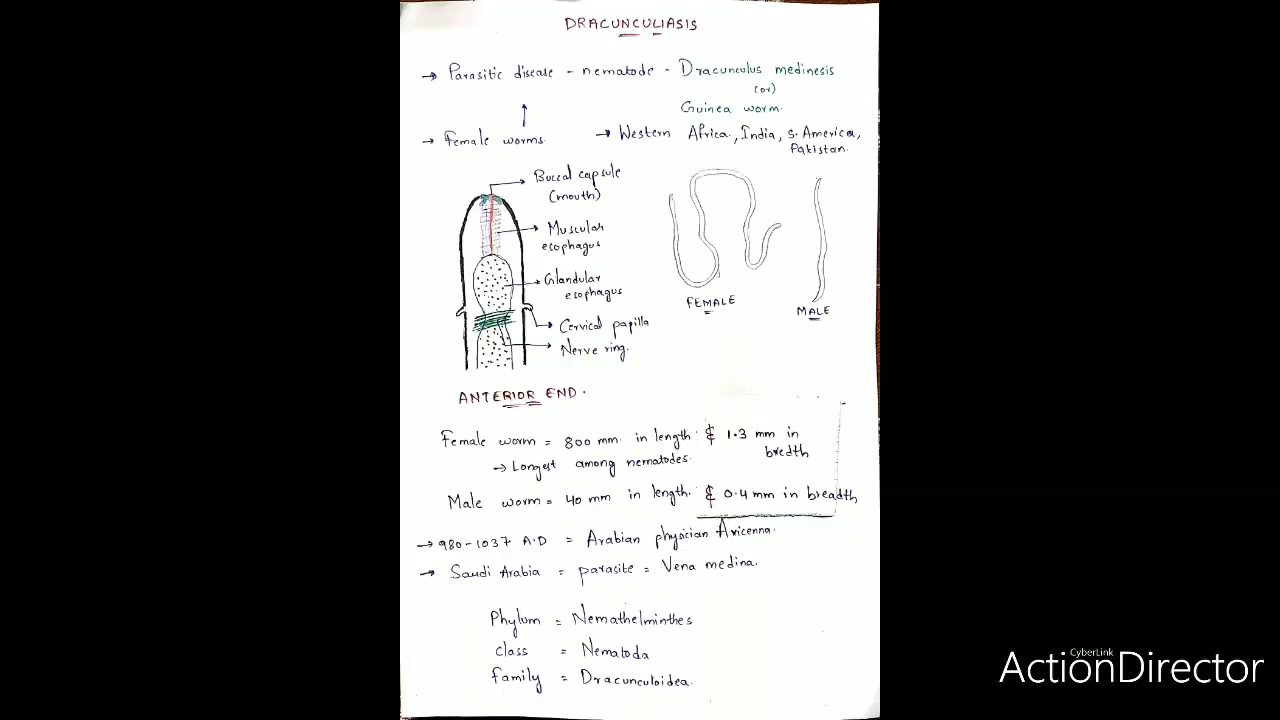 DRACUNCULIASIS
→ Parasitic disease - nematode - Dracunculus medinesis
(or)
Guinea worm.
→ Female worms. → Western Africa, India, S. America,
Pakistan.
Buccal capsule
(mouth)
Muscular
esophagus
Glandular
esophagus
Cervical papilla
Nerve ring.
FEMALE
MALE
ANTERIOR END.
Female worm = 800 mm. in length & 1.3 mm in
bredth
→ Longest among nematodes.
Male worm = 40 mm in length. & 0.4 mm in breadth
→ 980-1037 A.D = Arabian physician Avicenna.
→ Saudi Arabia = parasite = Vena medina.
Phylum = Nemathelminthes
class = Nematoda
family = Dracunculoidea.
CyberLink
ActionDirector